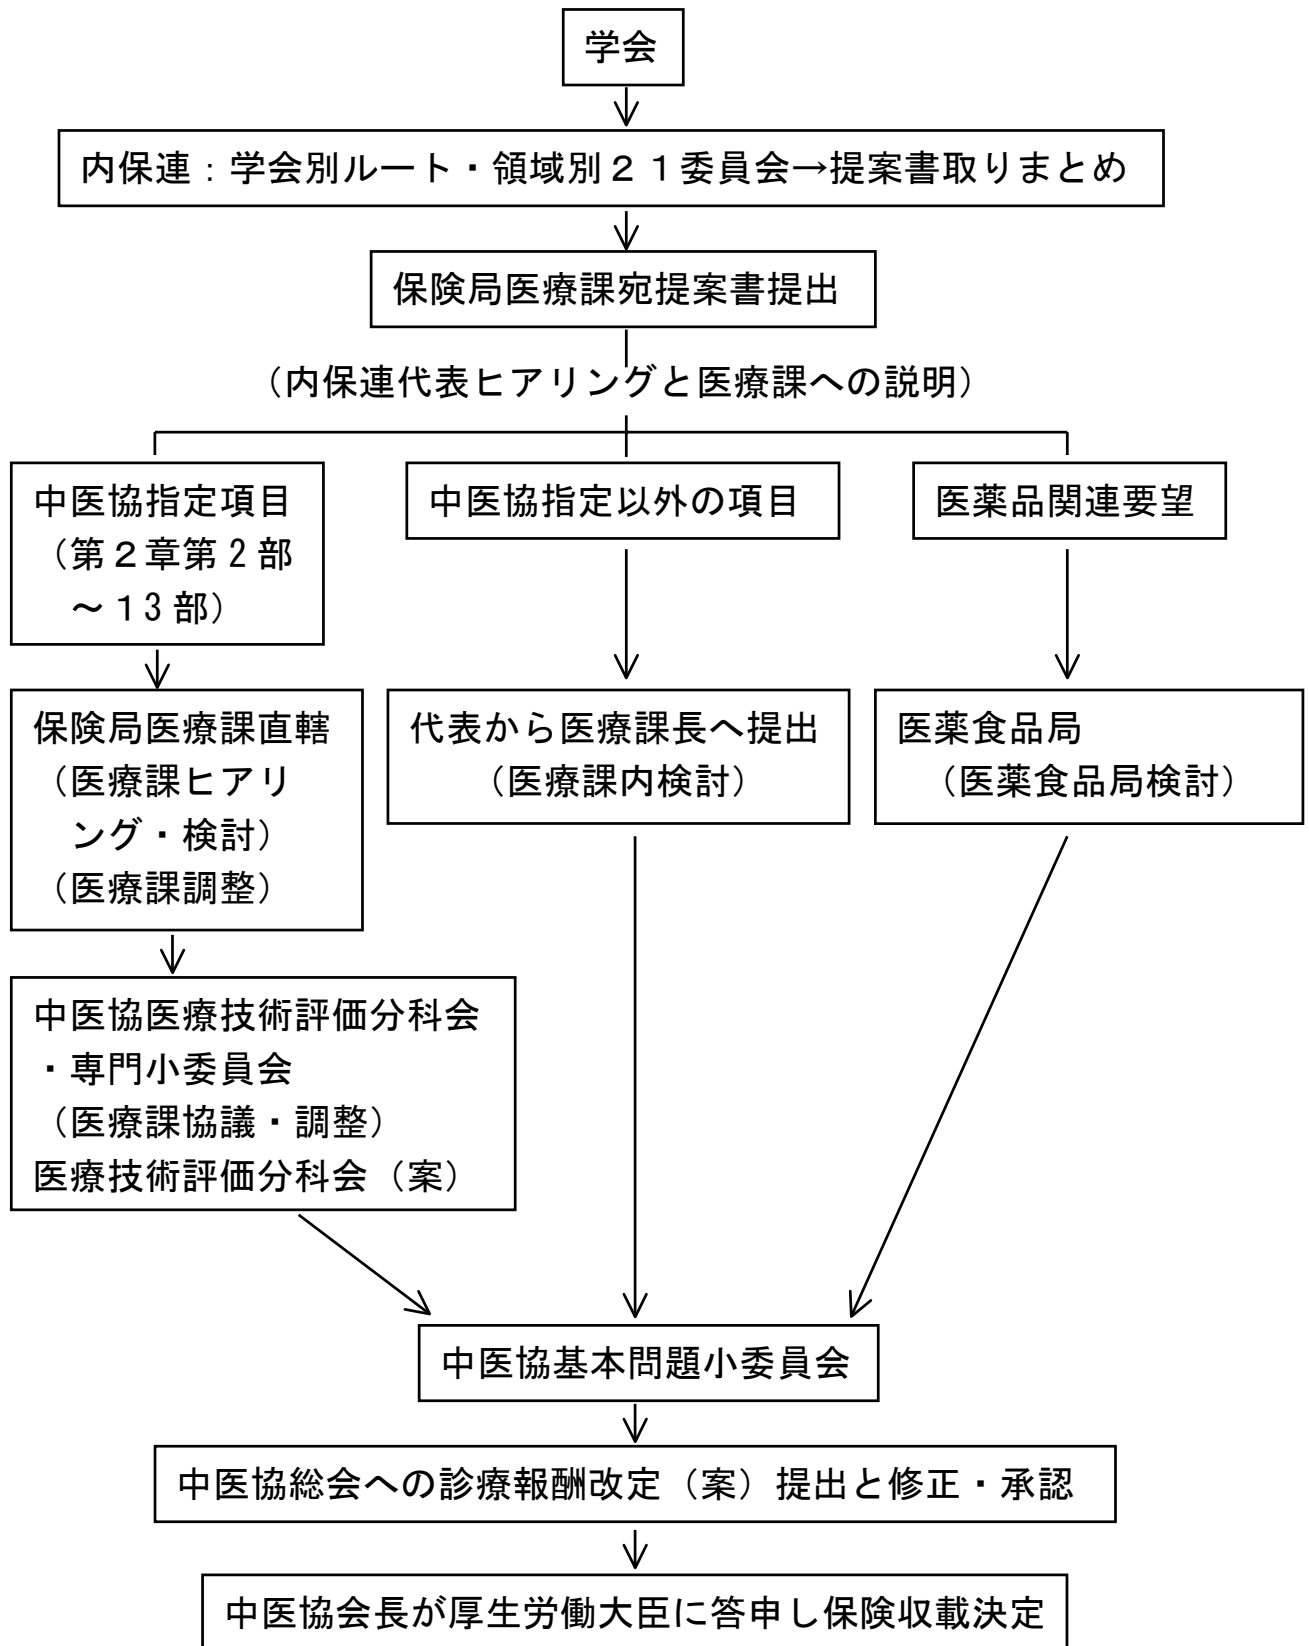 学会
内保連：学会別ルート・領域別２１委員会→提案書取りまとめ
保険局医療課宛提案書提出
（内保連代表ヒアリングと医療課への説明）
中医協指定項目
（第２章第２部
～１３部）
中医協指定以外の項目
医薬品関連要望
保険局医療課直轄
（医療課ヒアリ
ング・検討）
（医療課調整）
代表から医療課長へ提出
（医療課内検討）
医薬食品局
（医薬食品局検討）
中医協医療技術評価分科会
・専門小委員会
（医療課協議・調整）
医療技術評価分科会（案）
中医協基本問題小委員会
中医協総会への診療報酬改定（案）提出と修正・承認
中医協会長が厚生労働大臣に答申し保険収載決定